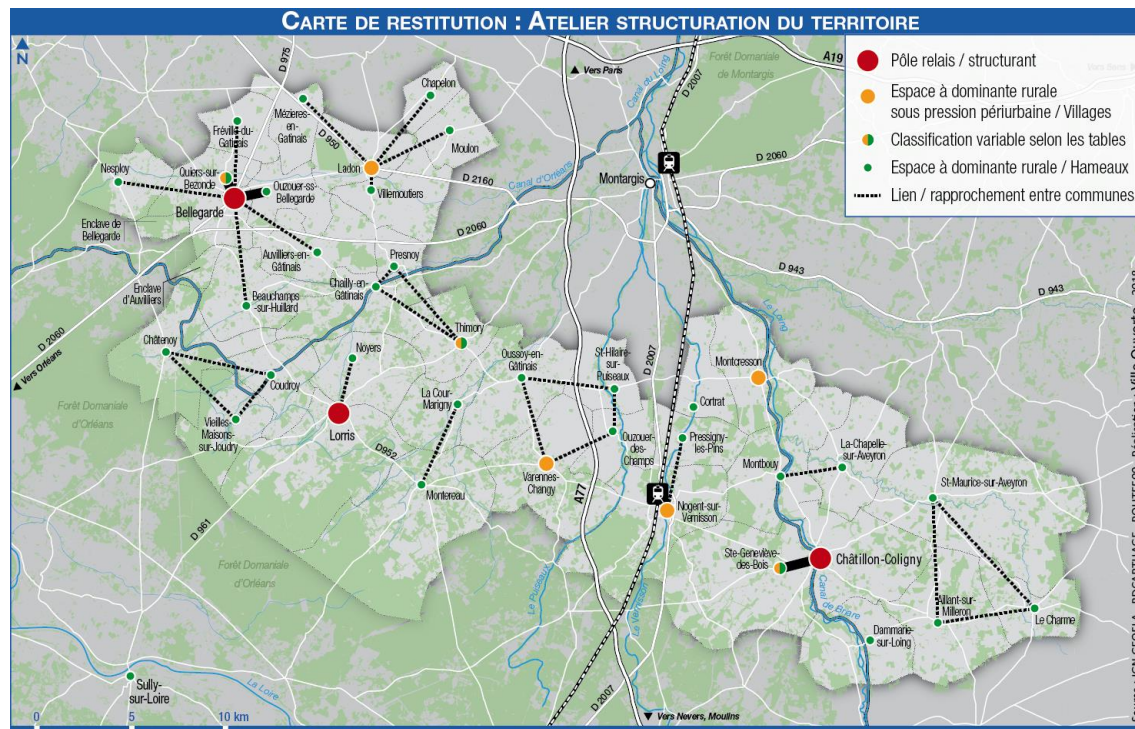 CARTE DE RESTITUTION : ATELIER STRUCTURATION DU TERRITOIRE
N
D 975
Vers Paris
Canal du Loing
D 2007
Forêt Domaniale
de Montargis
A19
Pôle relais / structurant
Espace à dominante rurale
sous pression périurbaine / Villages
Classification variable selon les tables
Espace à dominante rurale / Hameaux
Lien / rapprochement entre communes
Chapelon
Mézières-
en-
Gatinais
D 950
Fréville-du-
Gatinais
Moulon
Nesploy
Quiers-sur-
Bezonde
Ladon
Ouzouer-ss-
Bellegarde
Villemoutiers
D 2160
Canal d'Orléans
Montargis
D 2060
Bellegarde
Enclave de
Bellegarde
D 2060
Auvilliers-en-
Gâtinais
Presnoy
Enclave
d'Auvilliers
Beauchamps
-sur-Huillard
Chailly-en-
Gâtinais
D 943
D 943
Le Loing
D 2060
Vers Orléans
Châtenoy
Noyers
Thimory
Oussoy-en-
Gâtinais
St-Hilaire-
sur-
Puiseaux
D 2007
Montcresson
Coudroy
La Cour-
Marigny
Cortrat
Forêt Domaniale
d'Orléans
Vieilles-
Maisons-
sur-Joudry
Lorris
D952
Ouzouer-
des-
Champs
Pressigny-
les-Pins
La-Chapelle-
sur-Aveyron
Montbouy
Varennes-
Changy
A77
Montereau
St-Maurice-sur-Aveyron
Nogent-sur-
Vernisson
D 961
Forêt Domaniale
d'Orléans
Ste-Geneviève-
des-Bois
Châtillon-Coligny
Le Puiseaux
Le Vernisson
Canal de Briare
Aillant-sur-
Milleron
Le Charme
Dammarie-
sur-Loing
Sully-
sur-Loire
La Loire
D 2007
Vers Nevers, Moulins
0
5
10 km